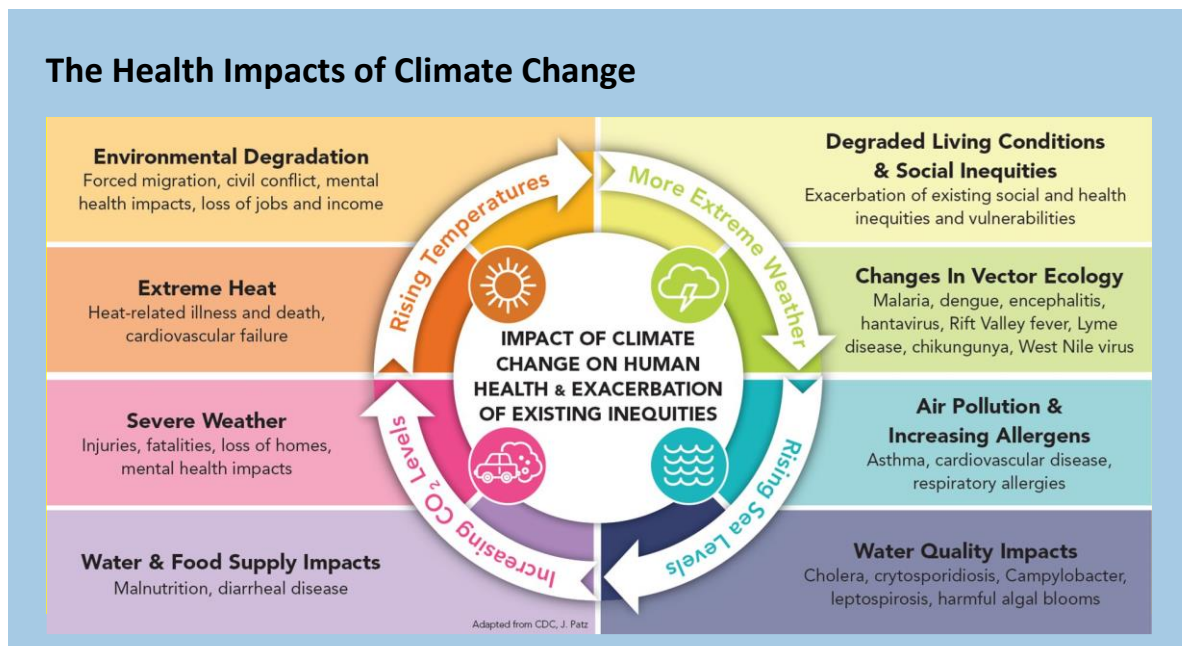 The Health Impacts of Climate Change
Environmental Degradation
Forced migration, civil conflict, mental
health impacts, loss of jobs and income
Extreme Heat
Heat-related illness and death,
cardiovascular failure
Severe Weather
Injuries, fatalities, loss of homes,
mental health impacts
Water & Food Supply Impacts
Malnutrition, diarrheal disease
Rising Temperatures
More Extreme Weather
Rising Sea Levels
Increasing CO₂ Levels
IMPACT OF CLIMATE
CHANGE ON HUMAN
HEALTH & EXACERBATION
OF EXISTING INEQUITIES
Degraded Living Conditions
& Social Inequities
Exacerbation of existing social and health
inequities and vulnerabilities
Changes In Vector Ecology
Malaria, dengue, encephalitis,
hantavirus, Rift Valley fever, Lyme
disease, chikungunya, West Nile virus
Air Pollution &
Increasing Allergens
Asthma, cardiovascular disease,
respiratory allergies
Water Quality Impacts
Cholera, crytosporidiosis, Campylobacter,
leptospirosis, harmful algal blooms
Adapted from CDC, J. Patz